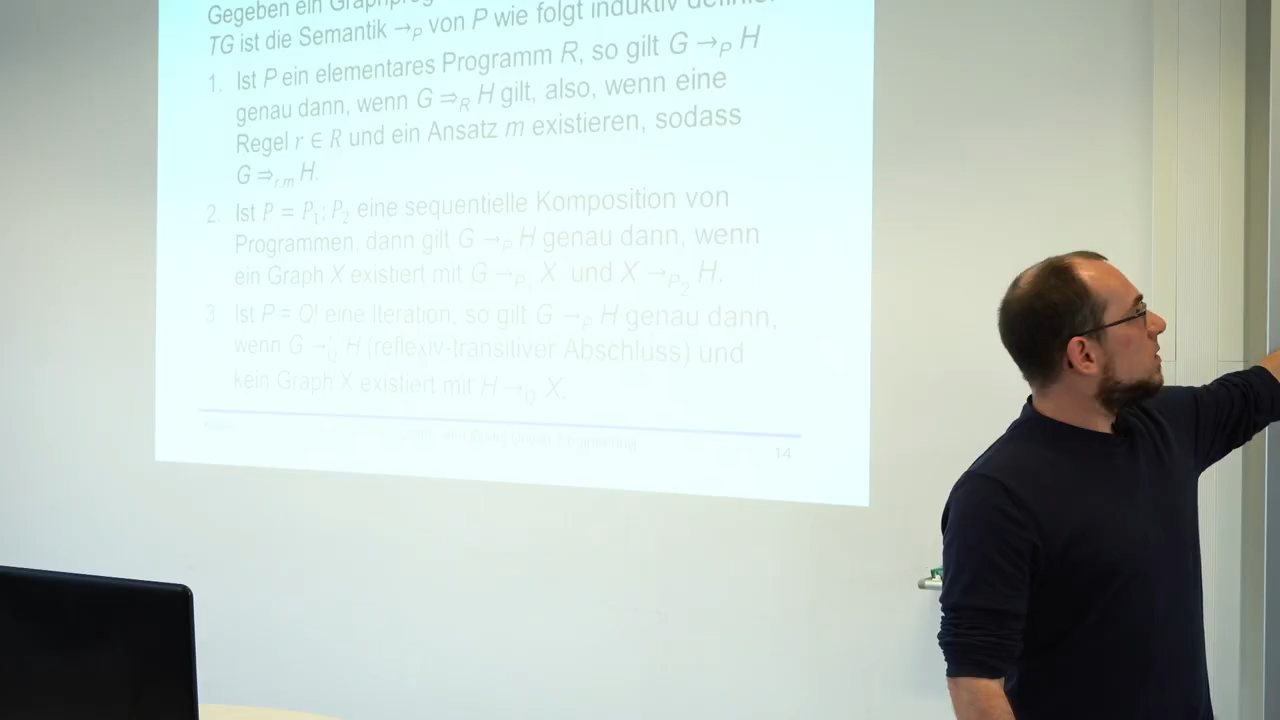 Gegeben ein
TG ist die Semantik →P von P wie folgt induktiv
1. Ist P ein elementares Programm R, so gilt G →P H
genau dann, wenn G ⇒R H gilt, also, wenn eine
Regel r ∈ R und ein Ansatz m existieren, sodass
G ⇒r,m H.
2. Ist P = P1; P2 eine sequentielle Komposition von
Programmen, dann gilt G →P H genau dann, wenn
ein Graph X existiert mit G →P1 X und X →P2 H.
3. Ist P = Q! eine Iteration, so gilt G →P H genau dann,
wenn G →*Q H (reflexiv-transitiver Abschluss) und
kein Graph X existiert mit H →Q X.
Engineering
14